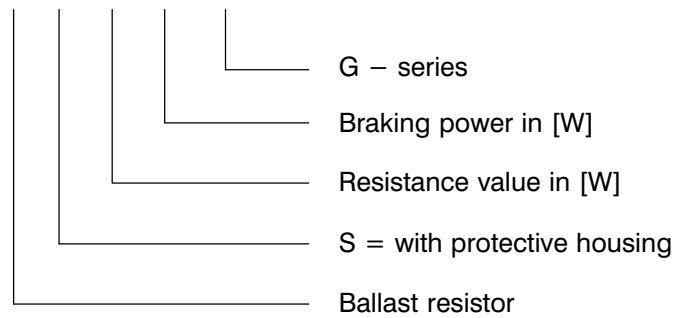 G − series
Braking power in [W]
Resistance value in [W]
S = with protective housing
Ballast resistor